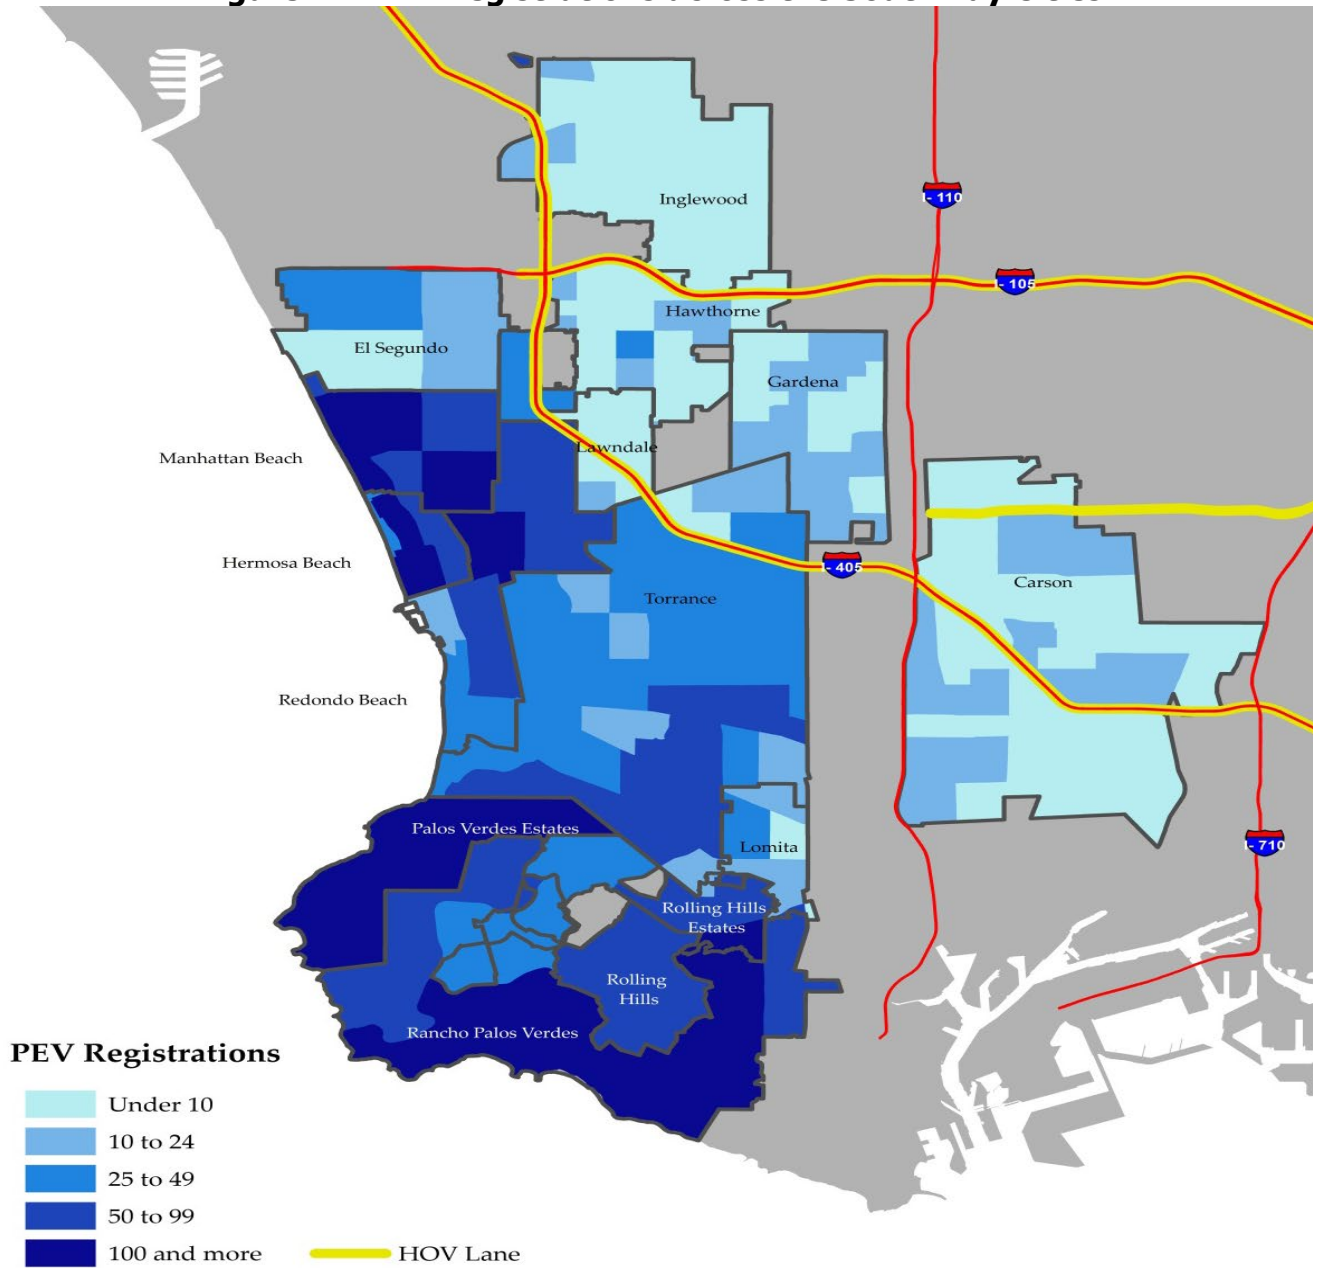 Inglewood
I- 110
I- 105
Hawthorne
El Segundo
Gardena
Manhattan Beach
Lawndale
Hermosa Beach
I- 405
Carson
Torrance
Redondo Beach
Palos Verdes Estates
Lomita
I- 710
Rolling Hills
Estates
Rolling
Hills
Rancho Palos Verdes
PEV Registrations
Under 10
10 to 24
25 to 49
50 to 99
100 and more
HOV Lane